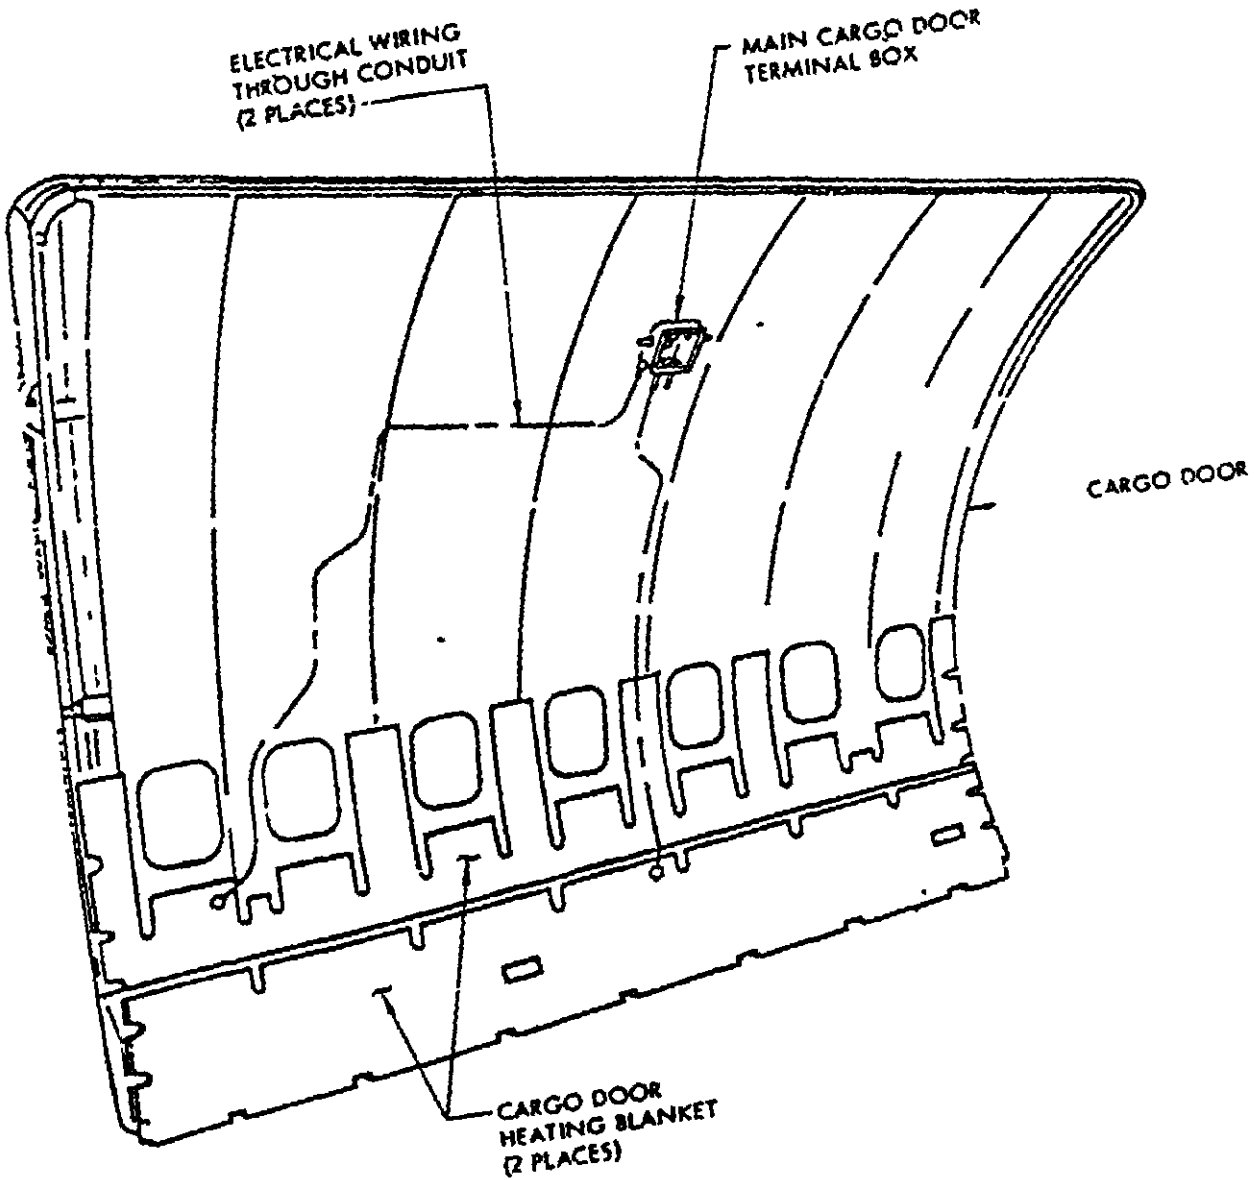 ELECTRICAL WIRING
THROUGH CONDUIT
(2 PLACES)
MAIN CARGO DOOR
TERMINAL BOX
CARGO DOOR
CARGO DOOR
HEATING BLANKET
(2 PLACES)